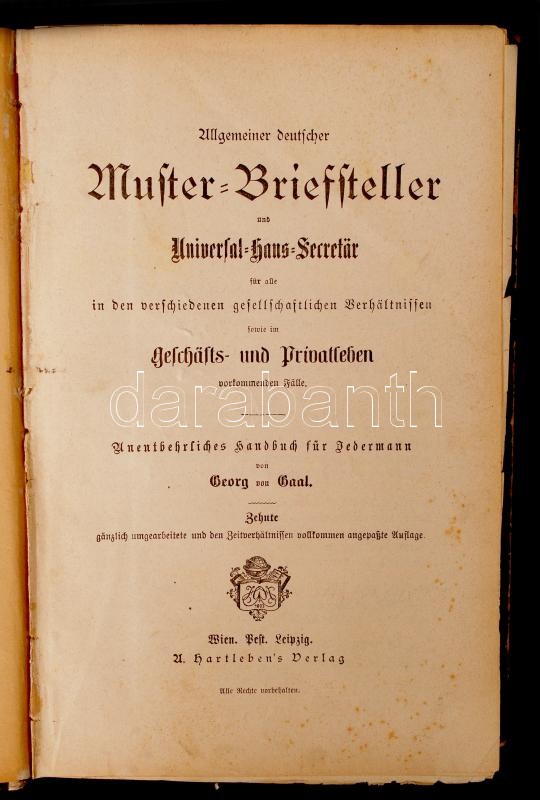 Allgemeiner deutscher
Muster-Briefsteller
und
Universal-Haus-Secretär
für alle
in den verschiedenen gesellschaftlichen Verhältnissen
sowie im
Geschäfts- und Privatleben
vorkommenden Fälle.
darabanth
Unentbehrliches Handbuch für Jedermann
von
Georg von Gaal.
Zehnte
gänzlich umgearbeitete und den Zeitverhältnissen vollkommen angepaßte Auflage.
Wien. Pest. Leipzig.
A. Hartleben's Verlag
Alle Rechte vorbehalten.